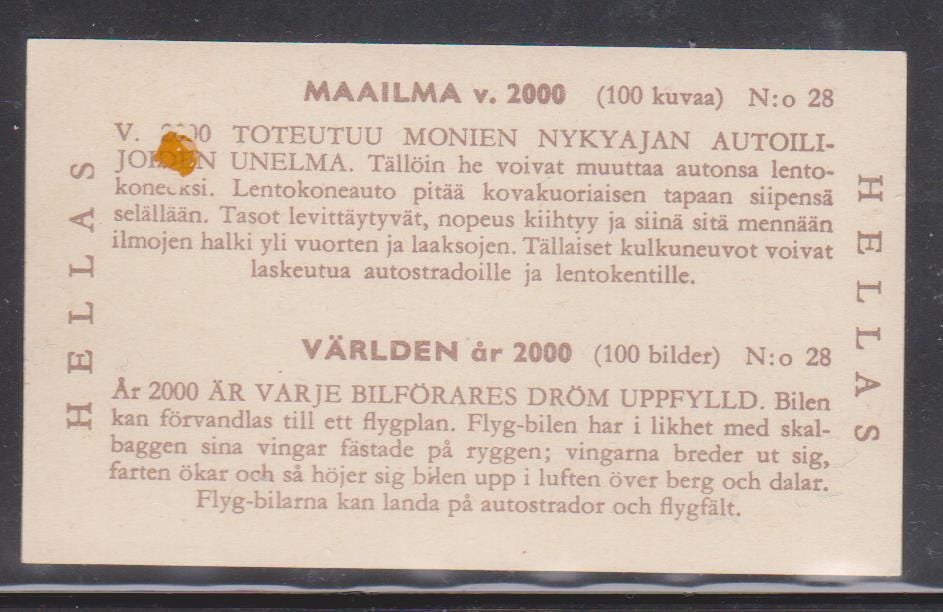 MAAILMA v. 2000 (100 kuvaa) N:o 28
V. 2000 TOTEUTUU MONIEN NYKYAJAN AUTOILI-
JOIDEN UNELMA. Tällöin he voivat muuttaa autonsa lento-
koneeksi. Lentokoneauto pitää kovakuoriaisen tapaan siipensä
selällään. Tasot levittäytyvät, nopeus kiihtyy ja siinä sitä mennään
ilmojen halki yli vuorten ja laaksojen. Tällaiset kulkuneuvot voivat
laskeutua autostradoille ja lentokentille.
VÄRLDEN år 2000 (100 bilder) N:o 28
År 2000 ÄR VARJE BILFÖRARES DRÖM UPPFYLLD. Bilen
kan förvandlas till ett flygplan. Flyg-bilen har i likhet med skal-
baggen sina vingar fästade på ryggen; vingarna breder ut sig,
farten ökar och så höjer sig bilen upp i luften över berg och dalar.
Flyg-bilarna kan landa på autostrador och flygfält.
HELLAS
HELLAS